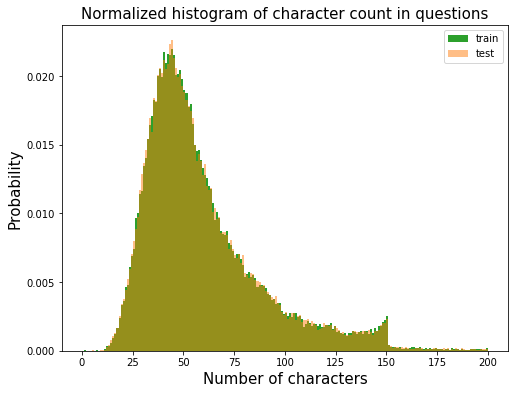 Normalized histogram of character count in questions
train
test
0.020
0.015
0.010
0.005
0.000
Probability
0 25 50 75 100 125 150 175 200
Number of characters